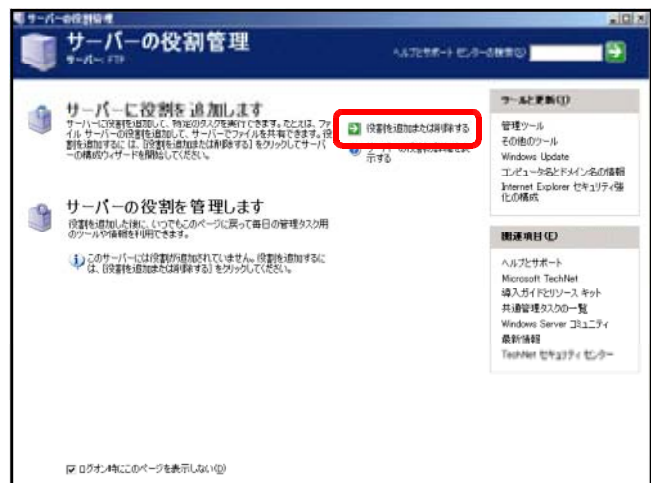 サーバーの役割管理
サーバーの役割管理
サーバー: FTP
ヘルプとサポート センターの検索(S)
サーバーに役割を追加します
サーバーに役割を追加して、特定のタスクを実行できます。たとえば、ファ
イル サーバーの役割を追加して、サーバーでファイルを共有できます。役
割を追加するには、[役割を追加または削除する] をクリックしてサーバ
ーの構成ウィザードを開始してください。
役割を追加または削除する
示する
サーバーの役割を管理します
役割を追加した後に、いつでもこのページに戻って毎日の管理タスク用
のツールや情報を利用できます。
このサーバーには役割が追加されていません。役割を追加するに
は、[役割を追加または削除する] をクリックしてください。
ツールと更新(T)
管理ツール
その他のツール
Windows Update
コンピュータ名とドメイン名の情報
Internet Explorer セキュリティ強
化の構成
関連項目(E)
ヘルプとサポート
Microsoft TechNet
導入ガイドとリソース キット
共通管理タスクの一覧
Windows Server コミュニティ
最新情報
TechNet セキュリティ センター
ログオン時にこのページを表示しない(D)